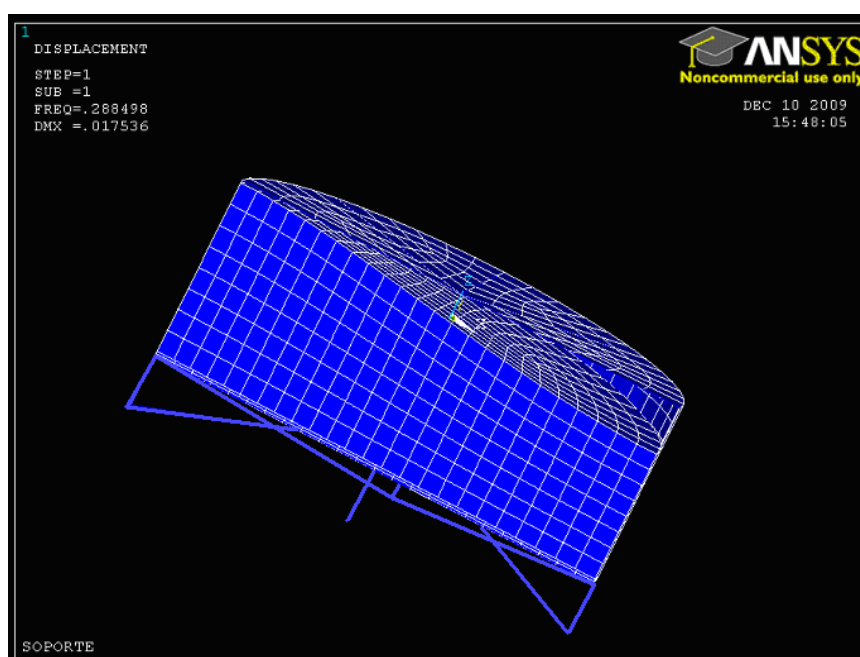 1
DISPLACEMENT
STEP=1
SUB =1
FREQ=.288498
DMX =.017536
ANSYS
Noncommercial use only
DEC 10 2009
15:48:05
SOPORTE